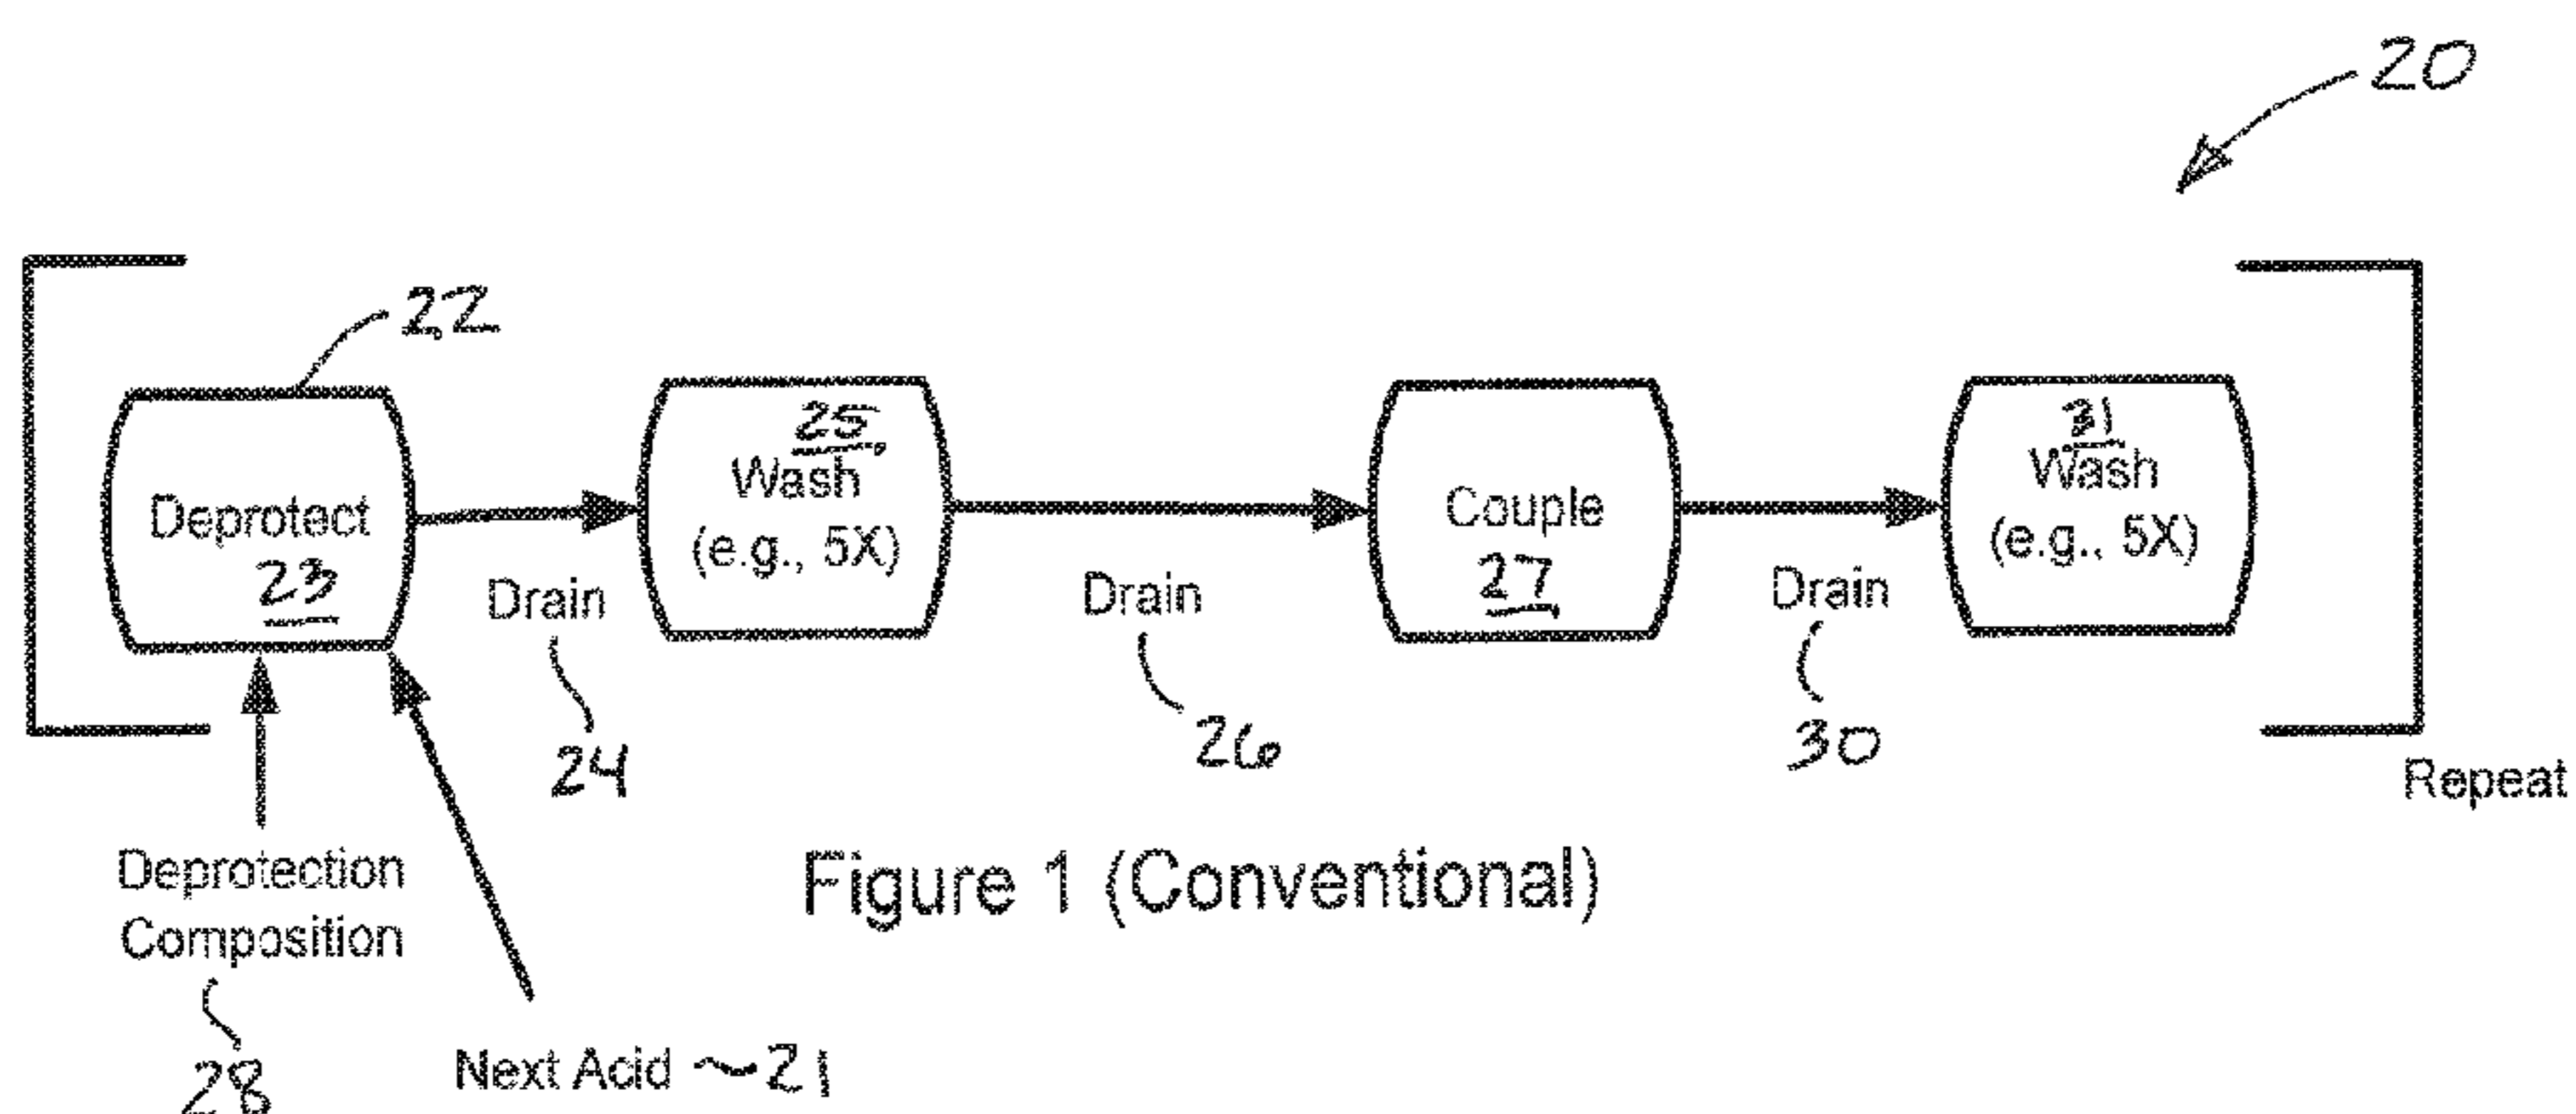 20
22
Deprotect
23
Drain
24
25
Wash
(e.g., 5X)
Drain
26
Couple
27
Drain
30
31
Wash
(e.g., 5X)
Repeat
Deprotection
Composition
28
Next Acid ~21
Figure 1 (Conventional)